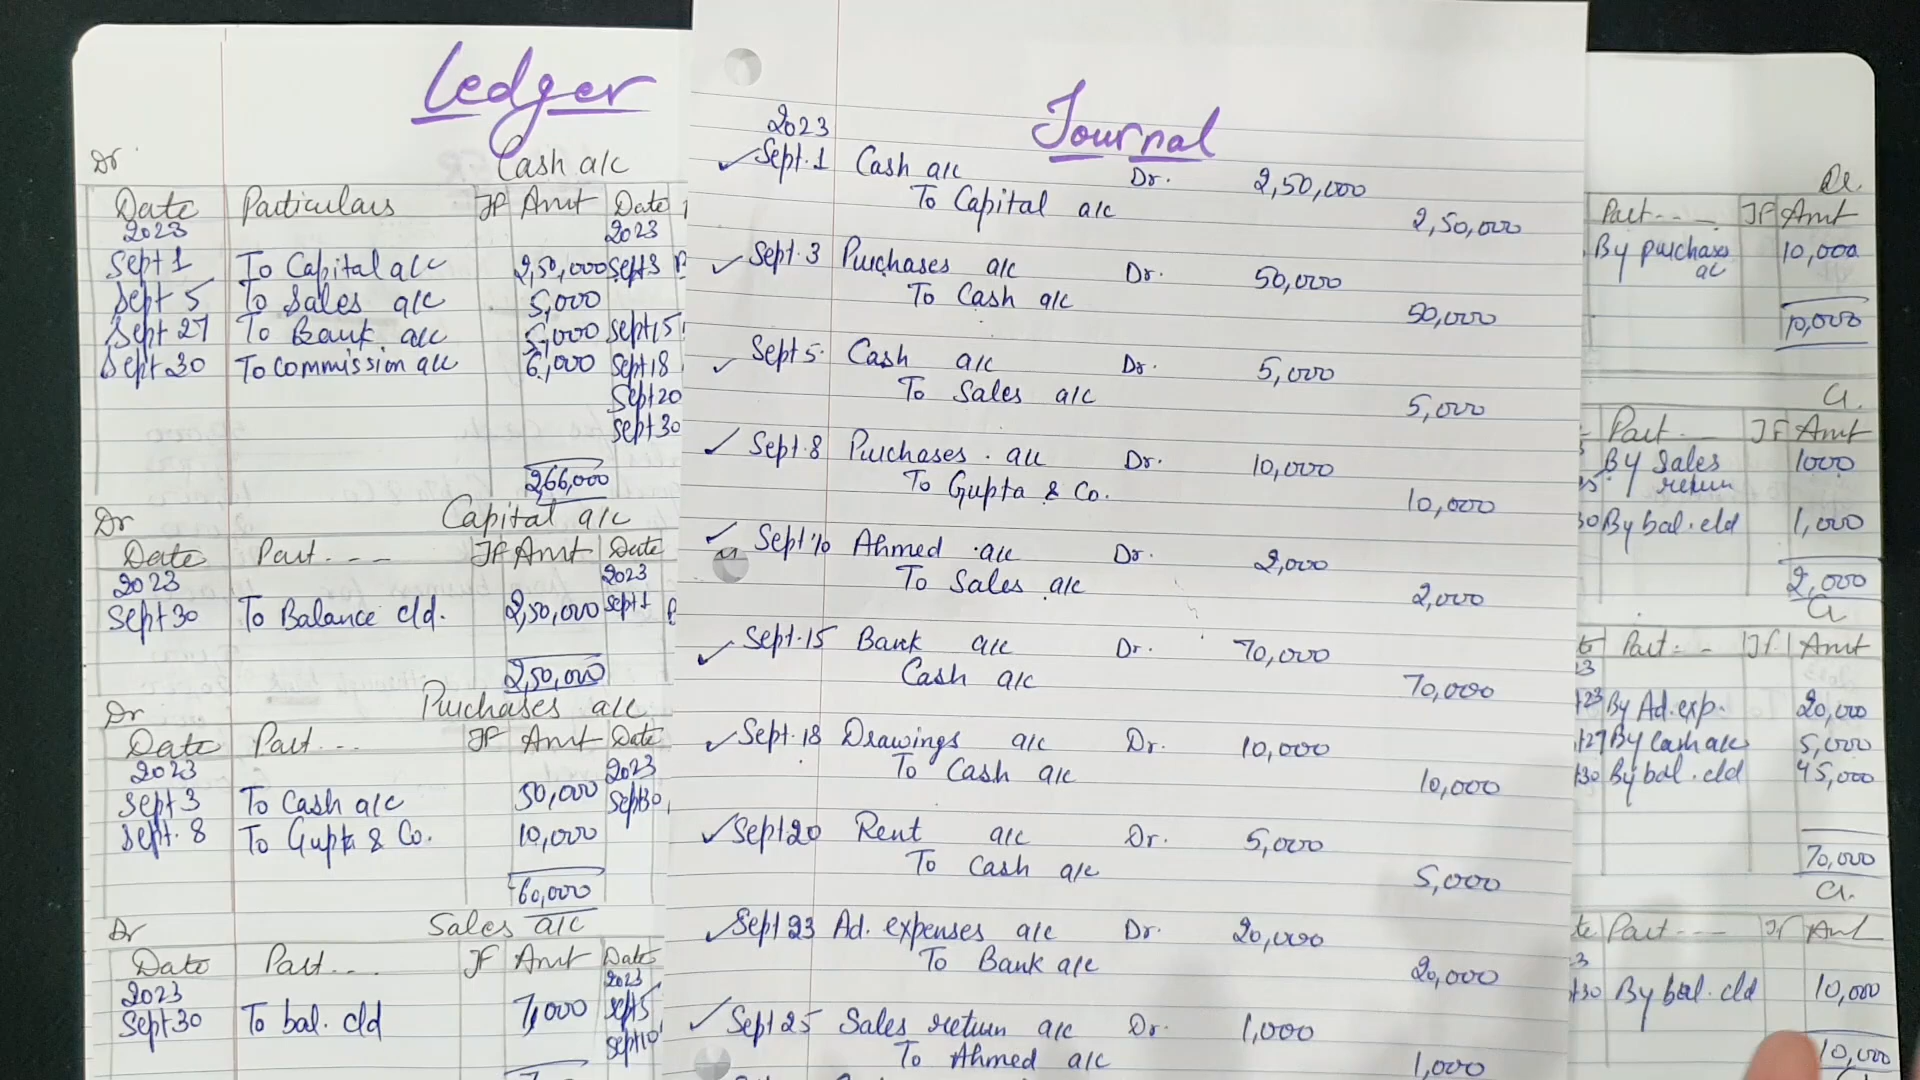 Ledger
Dr
Cash a/c
Date Particulars JF Amt Date
2023 2023
Sept 1 To Capital a/c 2,50,000 Sept 3
Sept 5 To Sales a/c 5,000
Sept 27 To Bank a/c 5,000 Sept 15
Sept 30 To Commission a/c 6,000 Sept 18
Sept 20
Sept 30
266,000
Dr Capital a/c
Date Part... JF Amt Date
2023 2023
Sept 30 To Balance c/d. 2,50,000 Sept 1
2,50,000
Dr Purchases a/c
Date Part... JF Amt Date
2023 2023
Sept 3 To Cash a/c 50,000 Sept 30
Sept. 8 To Gupta & Co. 10,000
60,000
Dr Sales a/c
Date Part... JF Amt Date
2023 2023
Sept 30 To bal. c/d 7,000 Sept 5
Sept 10
Journal
2023
Sept. 1 Cash a/c Dr. 2,50,000
To Capital a/c 2,50,000
Sept. 3 Purchases a/c Dr. 50,000
To Cash a/c 50,000
Sept 5. Cash a/c Dr. 5,000
To Sales a/c 5,000
Sept. 8 Purchases a/c Dr. 10,000
To Gupta & Co. 10,000
Sept 10 Ahmed a/c Dr. 2,000
To Sales a/c 2,000
Sept. 15 Bank a/c Dr. 70,000
Cash a/c 70,000
Sept. 18 Drawings a/c Dr. 10,000
To Cash a/c 10,000
Sept 20 Rent a/c Dr. 5,000
To Cash a/c 5,000
Sept 23 Ad. expenses a/c Dr. 20,000
To Bank a/c 20,000
Sept 25 Sales return a/c Dr. 1,000
To Ahmed a/c 1,000
Part... JF Amt
By purchases 10,000
a/c
10,000
Cr.
Part... JF Amt
By Sales 1000
return
30 By bal. c/d 1,000
2,000
Cr
Part.. Jf. Amt
23 By Ad. exp. 20,000
27 By Cash a/c 5,000
30 By bal. c/d 45,000
70,000
Cr.
te Part... JF Amt
30 By bal. c/d 10,000
10,000